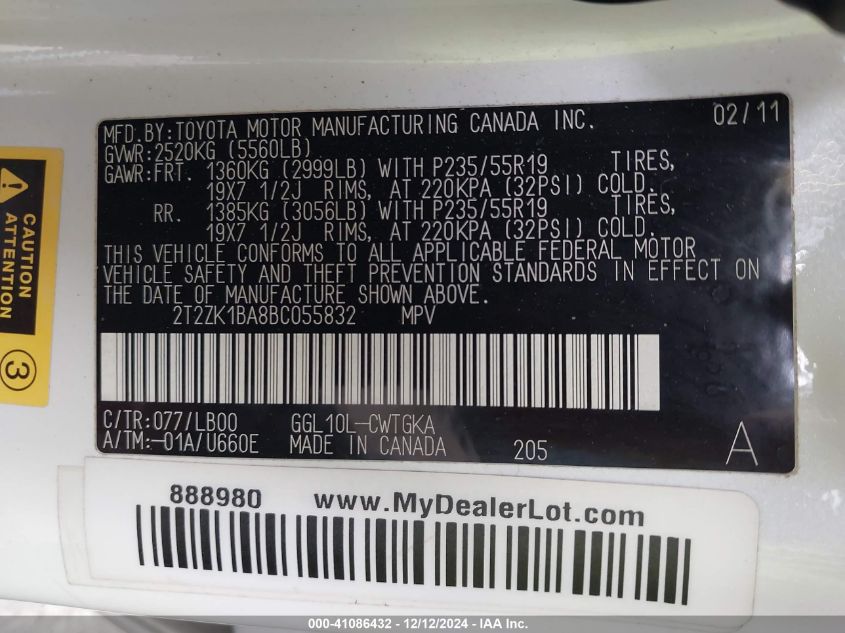 MFD.BY:TOYOTA MOTOR MANUFACTURING CANADA INC. 02/11
GVWR:2520KG (5560LB)
GAWR:FRT. 1360KG (2999LB) WITH P235/55R19 TIRES,
19X7 1/2J RIMS, AT 220KPA (32PSI) COLD.
RR. 1385KG (3056LB) WITH P235/55R19 TIRES,
19X7 1/2J RIMS, AT 220KPA (32PSI) COLD.
THIS VEHICLE CONFORMS TO ALL APPLICABLE FEDERAL MOTOR
VEHICLE SAFETY AND THEFT PREVENTION STANDARDS IN EFFECT ON
THE DATE OF MANUFACTURE SHOWN ABOVE.
2T2ZK1BA8BC055832 MPV
C/TR:077/LB00 GGL10L-CWTGKA
A/TM:-01A/U660E MADE IN CANADA 205 A
CAUTION
ATTENTION
3
888980 www.MyDealerLot.com
000-41086432 - 12/12/2024 - IAA Inc.